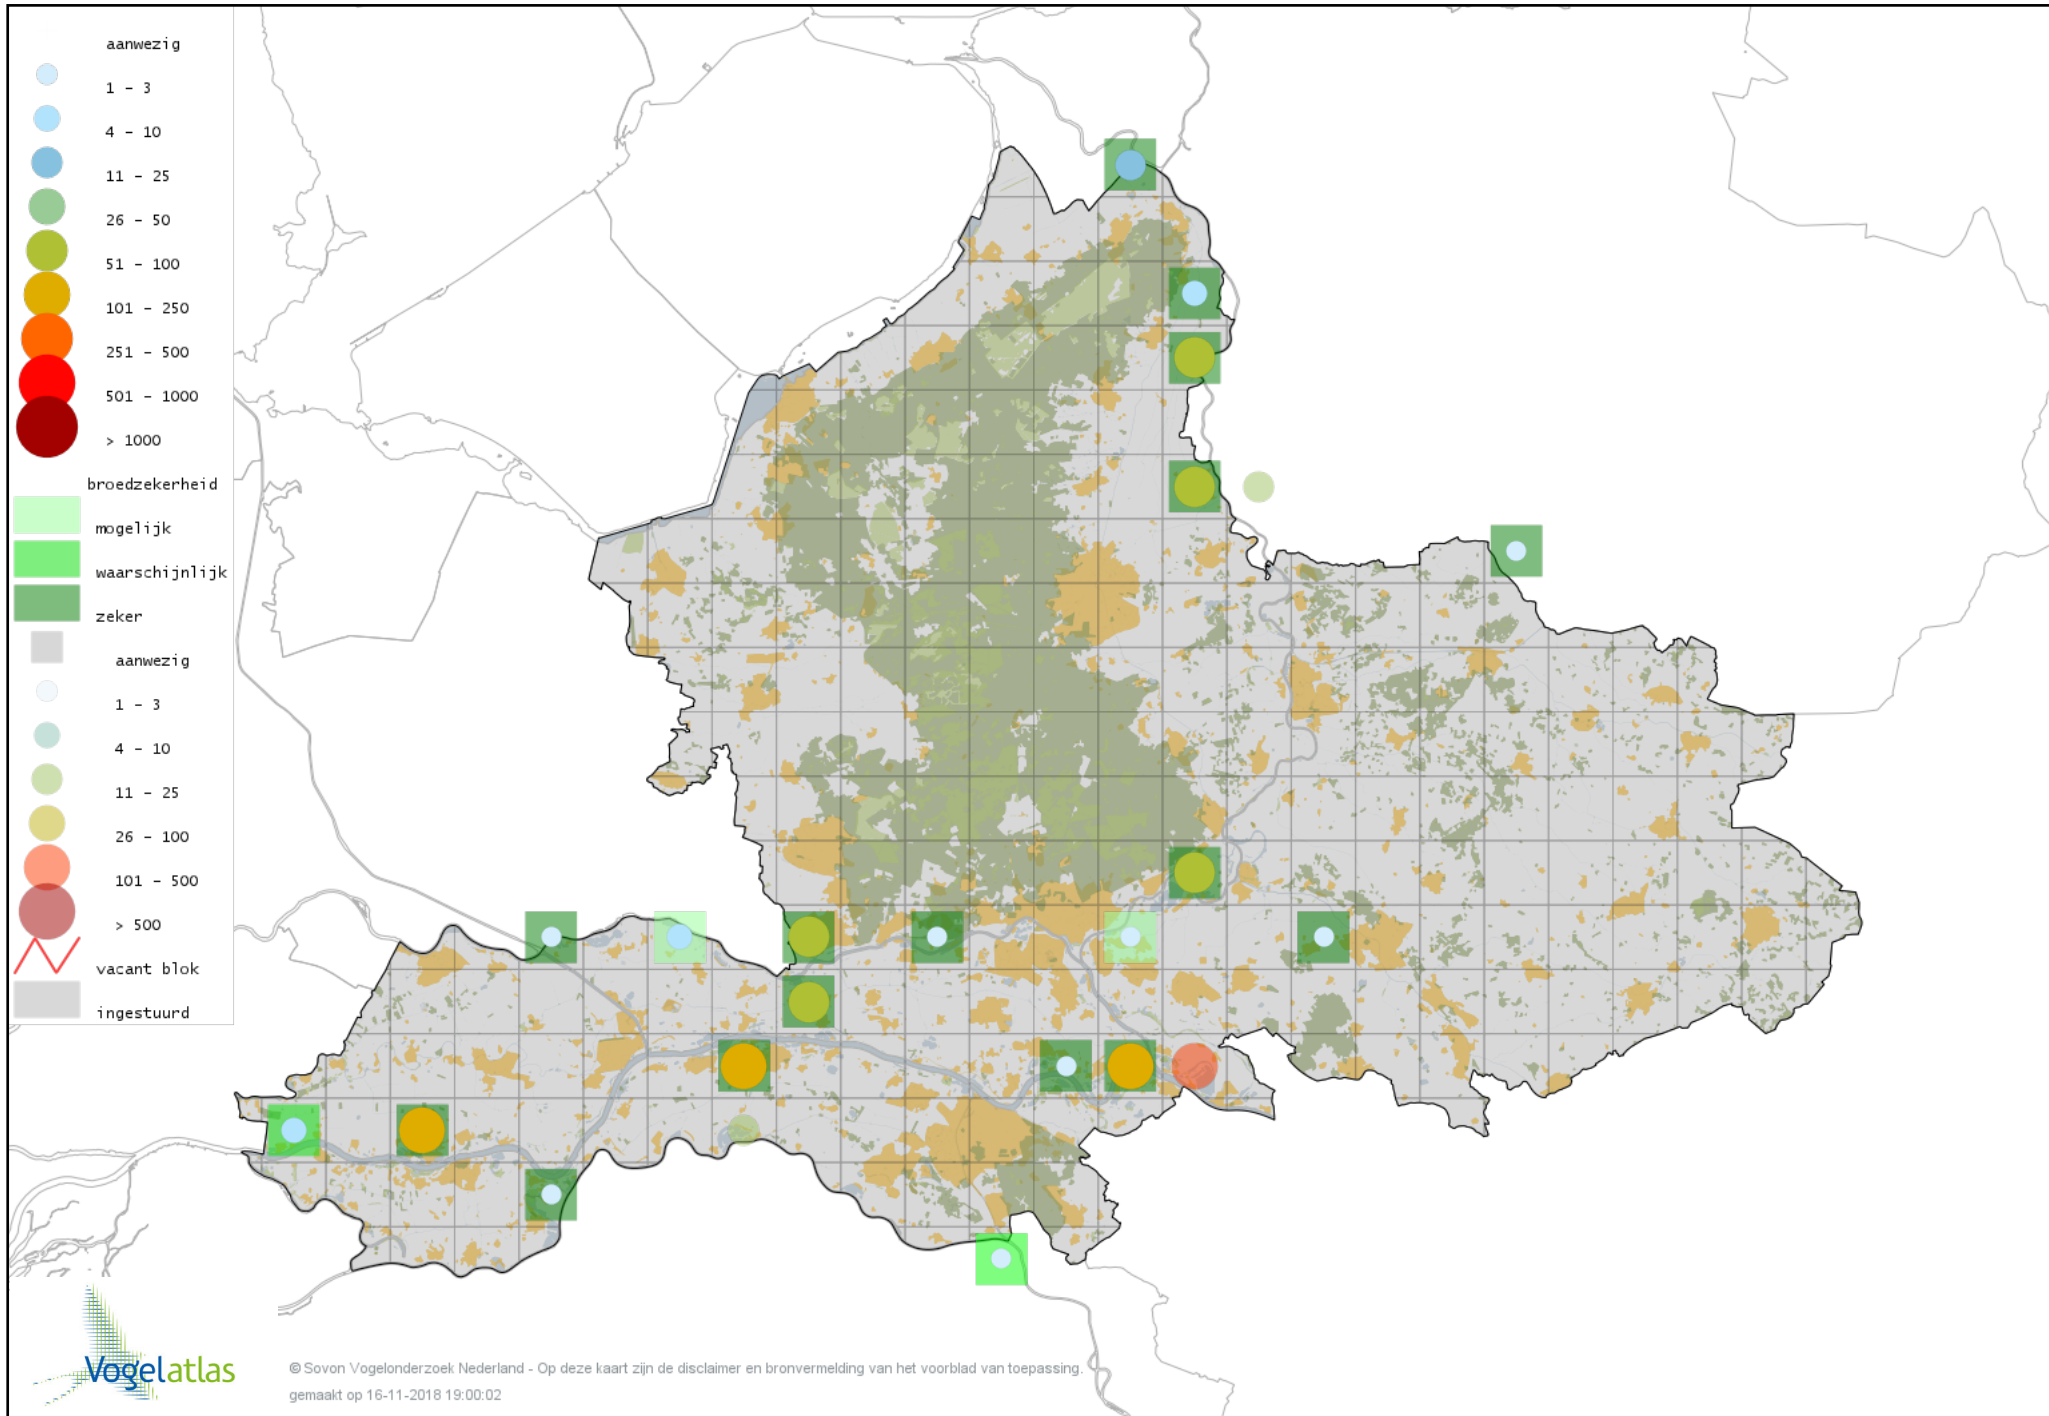 aanwezig
1 - 3
4 - 10
11 - 25
26 - 50
51 - 100
101 - 250
251 - 500
501 - 1000
> 1000
broedzekerheid
mogelijk
waarschijnlijk
zeker
aanwezig
1 - 3
4 - 10
11 - 25
26 - 100
101 - 500
> 500
vacant blok
ingestuurd
Vogelatlas
© Sovon Vogelonderzoek Nederland - Op deze kaart zijn de disclaimer en bronvermelding van het voorblad van toepassing.
gemaakt op 16-11-2018 19:00:02